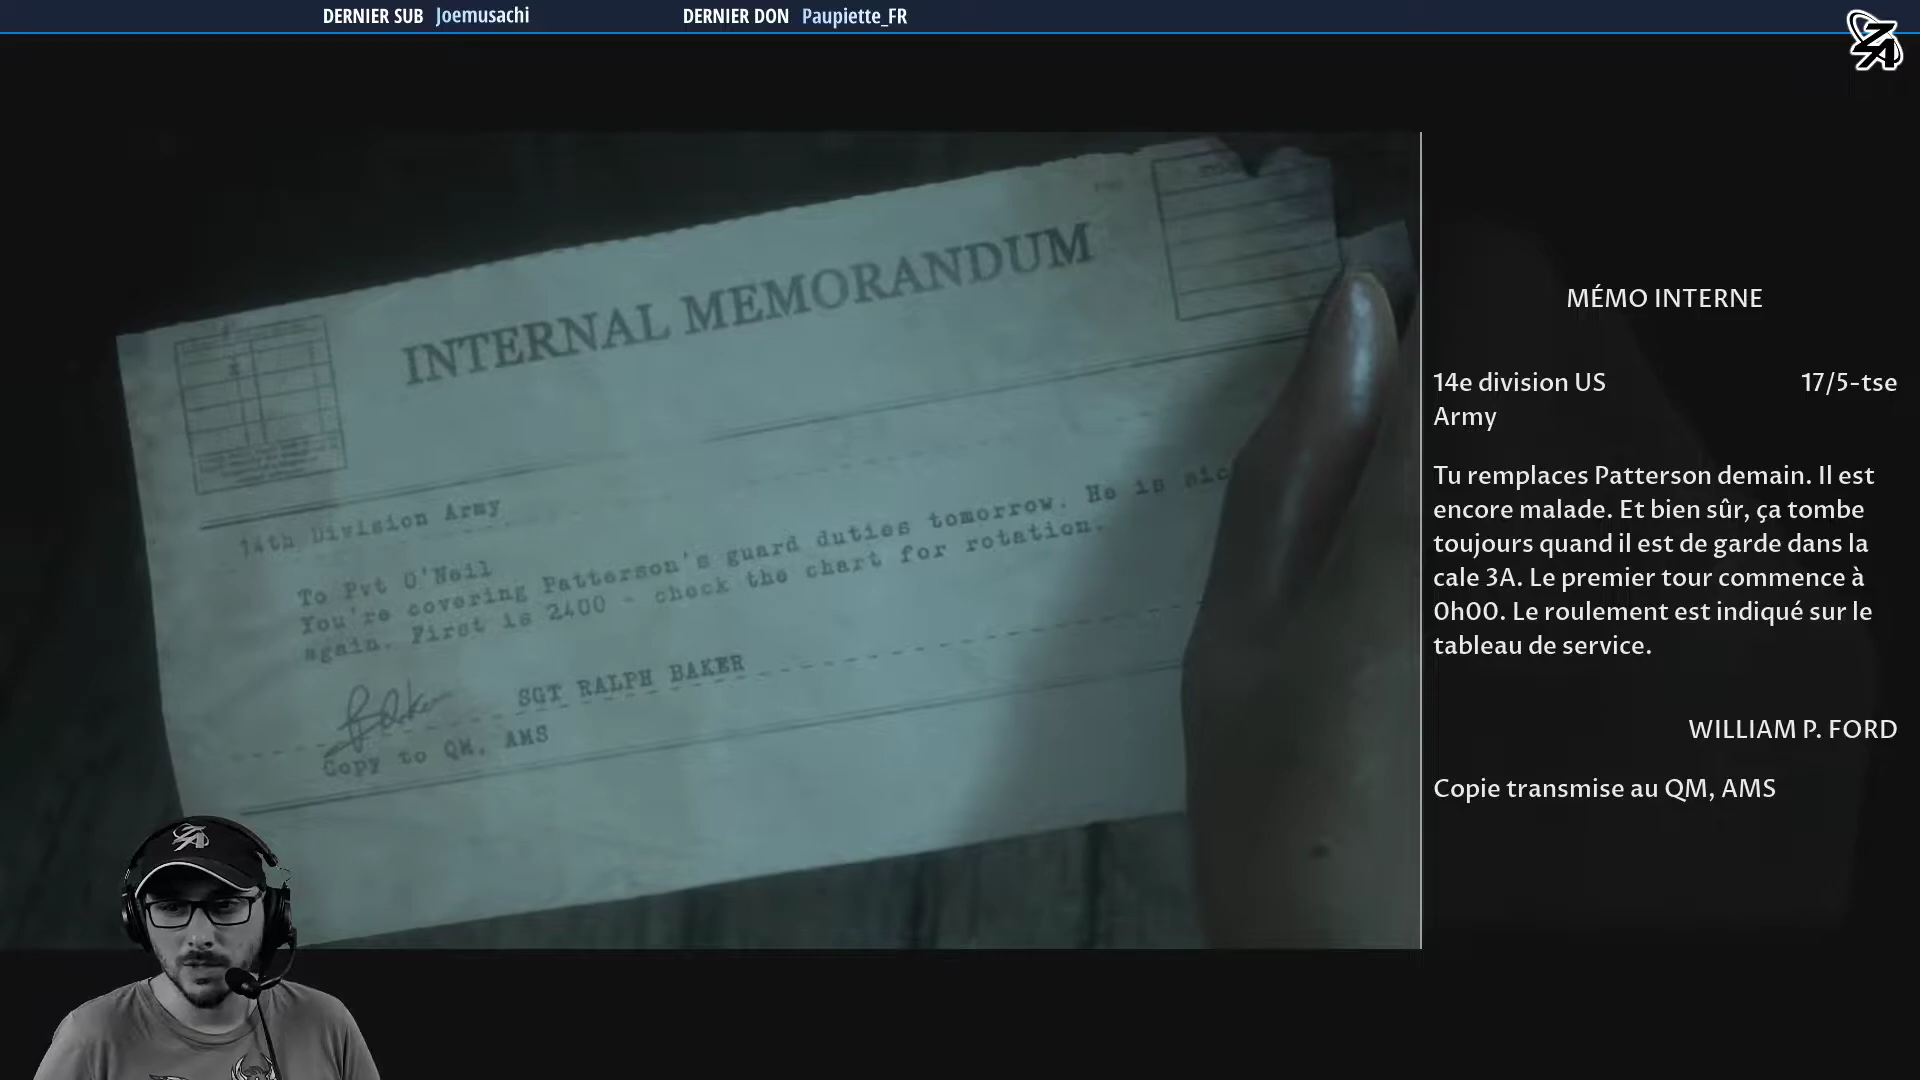 DERNIER SUB Joemusachi
DERNIER DON Paupiette_FR
INTERNAL MEMORANDUM
14th Division Army
To Pvt O'Neil
You're covering Patterson's guard duties tomorrow. He is sic
again. First is 2400 - check the chart for rotation.
SGT RALPH BAKER
Copy to QM, AMS
MÉMO INTERNE
14e division US 17/5-tse
Army
Tu remplaces Patterson demain. Il est
encore malade. Et bien sûr, ça tombe
toujours quand il est de garde dans la
cale 3A. Le premier tour commence à
0h00. Le roulement est indiqué sur le
tableau de service.
WILLIAM P. FORD
Copie transmise au QM, AMS